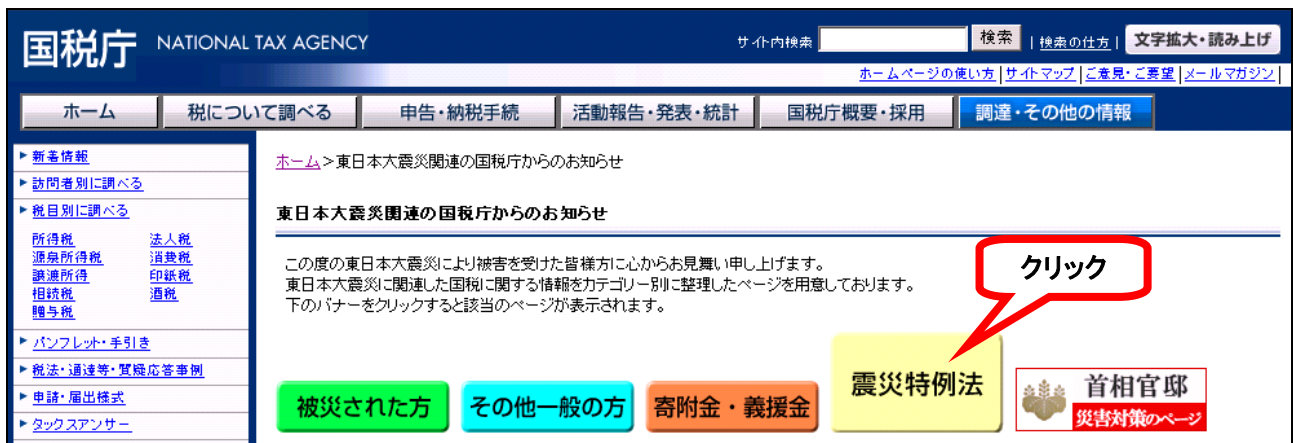 国税庁 NATIONAL TAX AGENCY
サイト内検索 検索 | 検索の仕方 | 文字拡大・読み上げ
ホームページの使い方 | サイトマップ | ご意見・ご要望 | メールマガジン |
ホーム 税について調べる 申告・納税手続 活動報告・発表・統計 国税庁概要・採用 調達・その他の情報
新着情報
訪問者別に調べる
税目別に調べる
所得税 法人税
源泉所得税 消費税
譲渡所得 印紙税
相続税 酒税
贈与税
パンフレット・手引き
税法・通達等・質疑応答事例
申請・届出様式
タックスアンサー
ホーム>東日本大震災関連の国税庁からのお知らせ
東日本大震災関連の国税庁からのお知らせ
この度の東日本大震災により被害を受けた皆様方に心からお見舞い申し上げます。
東日本大震災に関連した国税に関する情報をカテゴリー別に整理したページを用意しております。
下のバナーをクリックすると該当のページが表示されます。
クリック
被災された方 その他一般の方 寄附金・義援金 震災特例法 首相官邸
災害対策のページ